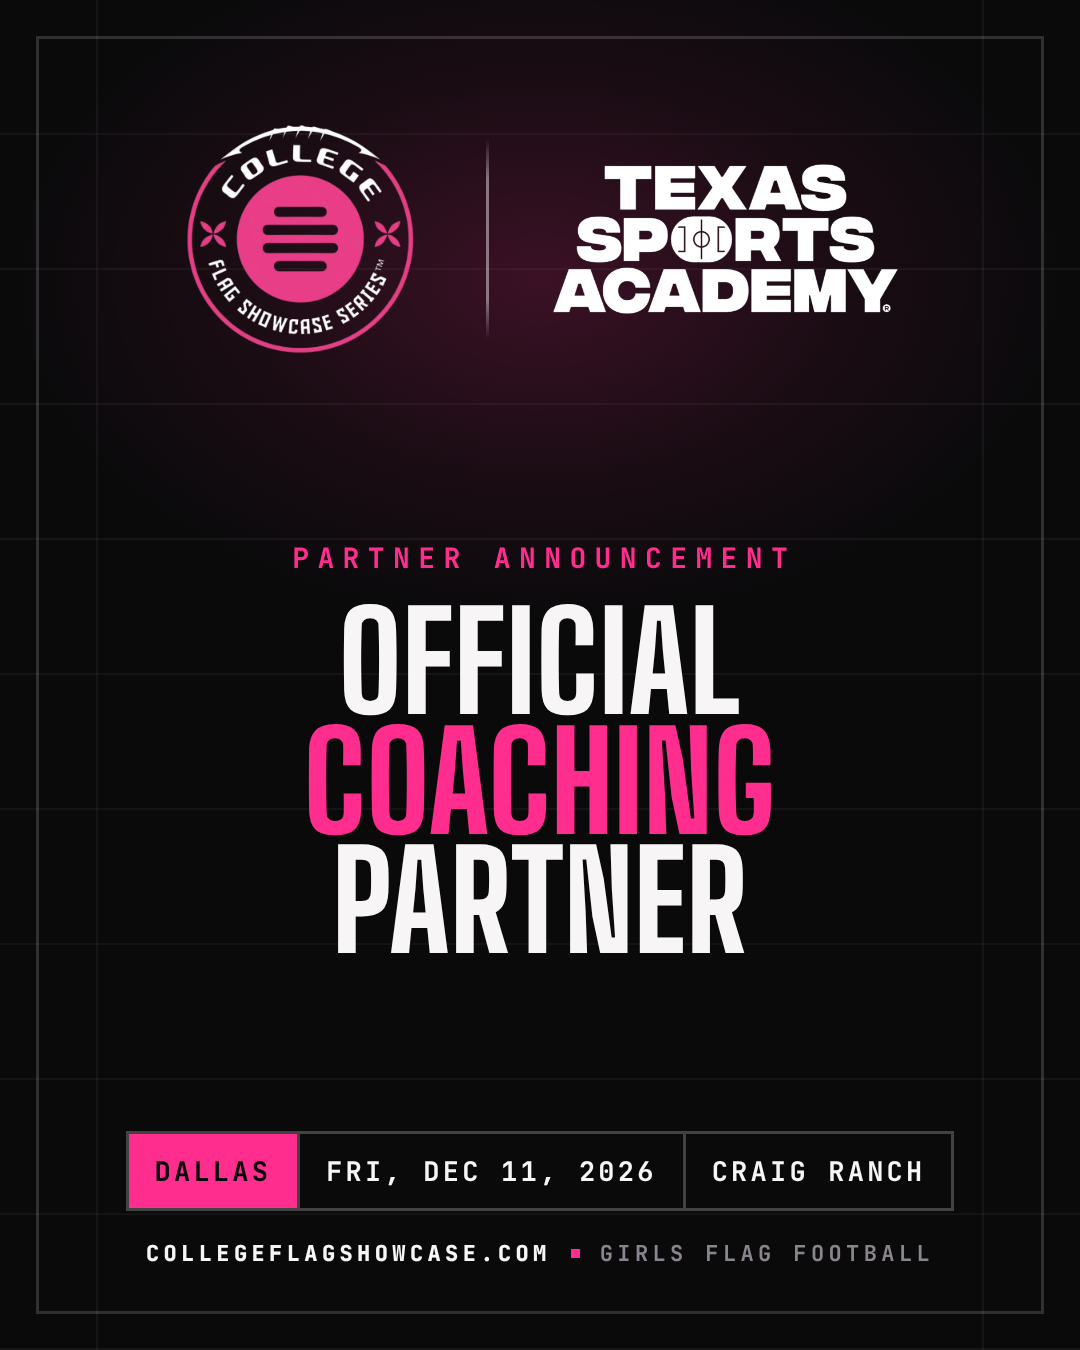 COLLEGE
FLAG SHOWCASE SERIES™
TEXAS
SPORTS
ACADEMY®
PARTNER ANNOUNCEMENT
OFFICIAL
COACHING
PARTNER
DALLAS FRI, DEC 11, 2026 CRAIG RANCH
COLLEGEFLAGSHOWCASE.COM ▪ GIRLS FLAG FOOTBALL